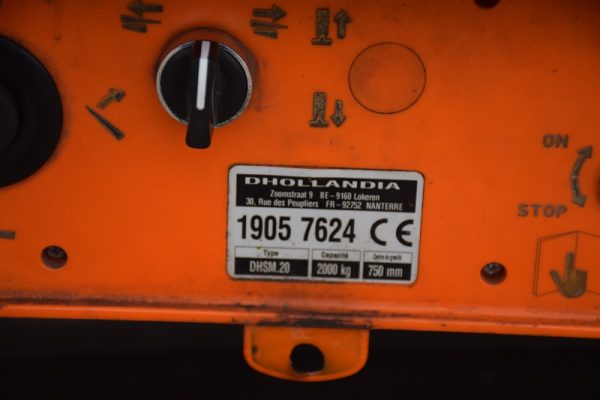 ON
STOP
DHOLLANDIA
Zoomstraat 9 BE - 9160 Lokeren
30, Rue des Peupliers FR - 92752 NANTERRE
1905 7624 CE
Type Capacité
DHSM.20 2000 kg 750 mm